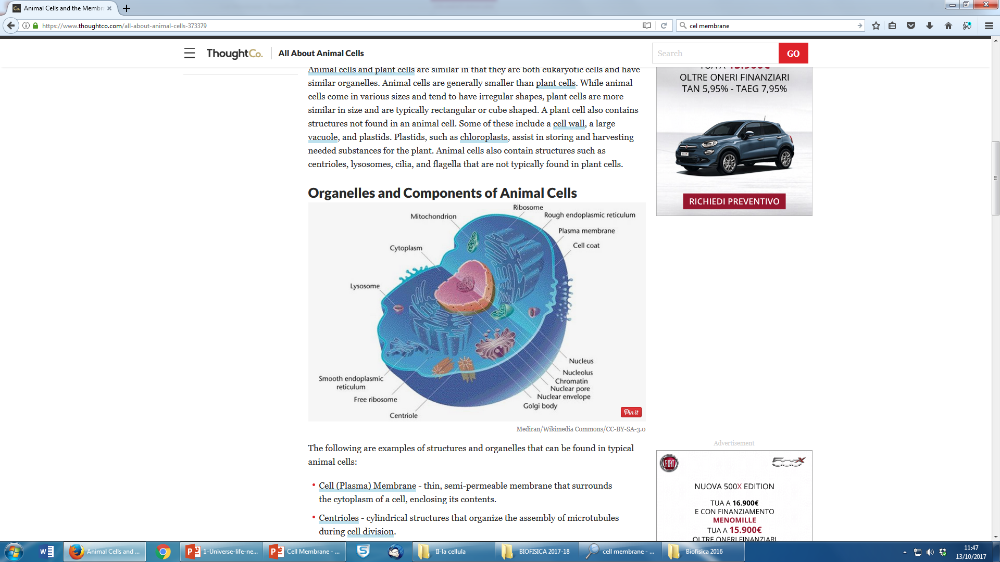 Animal Cells and the Membr
https://www.thoughtco.com/all-about-animal-cells-373379
cel membrane
ThoughtCo.
All About Animal Cells
Search
GO
Animal cells and plant cells are similar in that they are both eukaryotic cells and have
similar organelles. Animal cells are generally smaller than plant cells. While animal
cells come in various sizes and tend to have irregular shapes, plant cells are more
similar in size and are typically rectangular or cube shaped. A plant cell also contains
structures not found in an animal cell. Some of these include a cell wall, a large
vacuole, and plastids. Plastids, such as chloroplasts, assist in storing and harvesting
needed substances for the plant. Animal cells also contain structures such as
centrioles, lysosomes, cilia, and flagella that are not typically found in plant cells.
TUA A 15.900€
OLTRE ONERI FINANZIARI
TAN 5,95% - TAEG 7,95%
RICHIEDI PREVENTIVO
Organelles and Components of Animal Cells
Ribosome
Mitochondrion
Rough endoplasmic reticulum
Plasma membrane
Cell coat
Cytoplasm
Lysosome
Nucleus
Nucleolus
Chromatin
Nuclear pore
Nuclear envelope
Golgi body
Smooth endoplasmic
reticulum
Free ribosome
Centriole
Pin it
Mediran/Wikimedia Commons/CC-BY-SA-3.0
The following are examples of structures and organelles that can be found in typical
animal cells:
• Cell (Plasma) Membrane - thin, semi-permeable membrane that surrounds
the cytoplasm of a cell, enclosing its contents.
• Centrioles - cylindrical structures that organize the assembly of microtubules
during cell division.
Advertisement
FIAT
500X
NUOVA 500X EDITION
TUA A 16.900€
E CON FINANZIAMENTO
MENOMILLE
TUA A 15.900€
OLTRE ONERI FINANZIARI
Animal Cells and ...
1-Universe-life-ne...
Cell Membrane - ...
II-la cellula
BIOFISICA 2017-18
cell membrane - ...
Biofisica 2016
11:47
13/10/2017